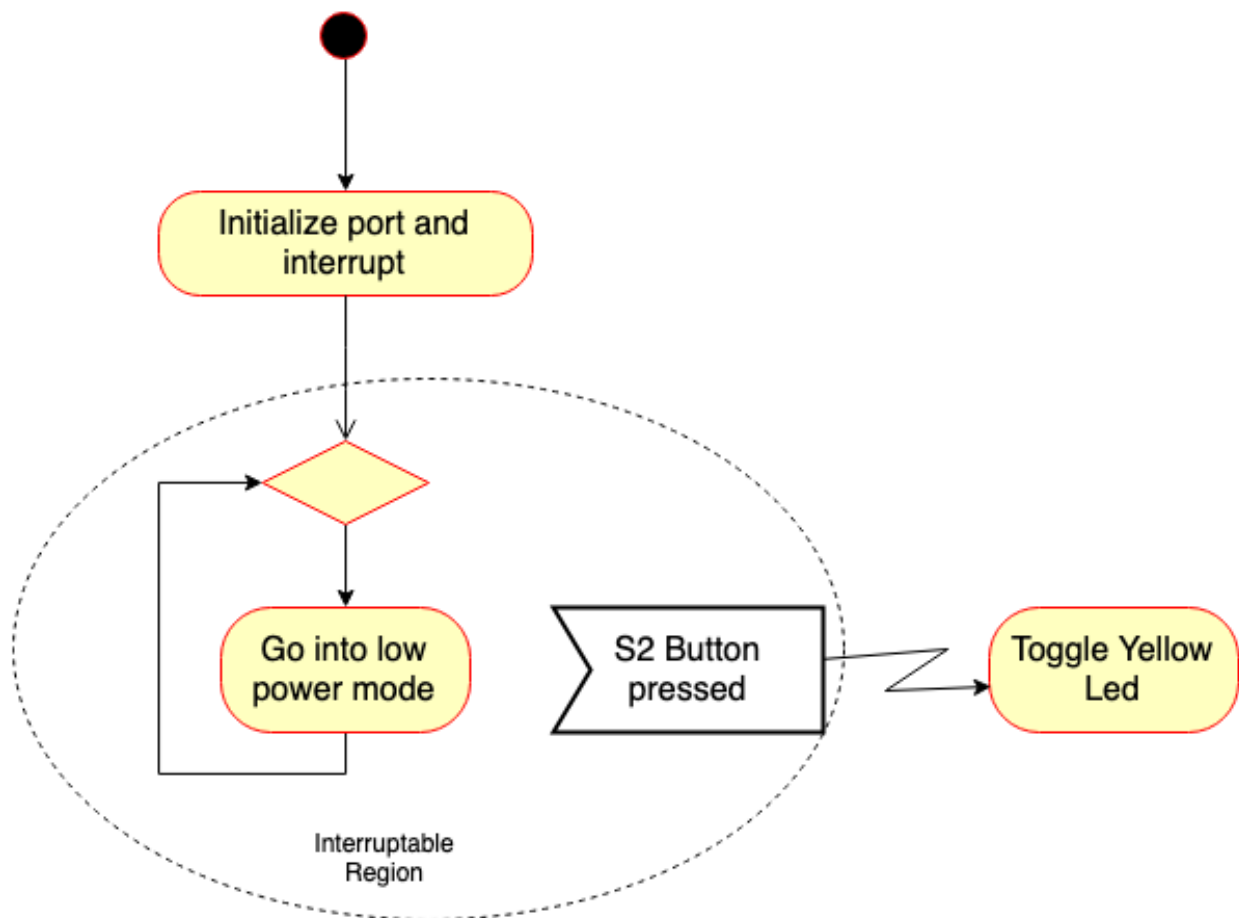 Initialize port and
interrupt
Go into low
power mode
S2 Button
pressed
Toggle Yellow
Led
Interruptable
Region